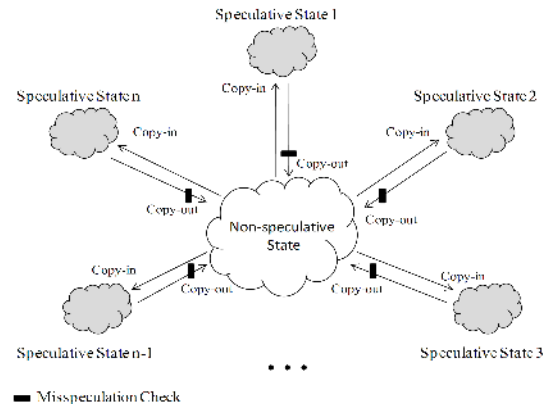 Speculative State 1
Copy-in
Copy-out
Speculative State n
Copy-in
Copy-out
Speculative State 2
Copy-in
Copy-out
Non-speculative
State
Copy-in
Copy-out
Speculative State n-1
Copy-in
Copy-out
Speculative State 3
• • •
Misspeculation Check